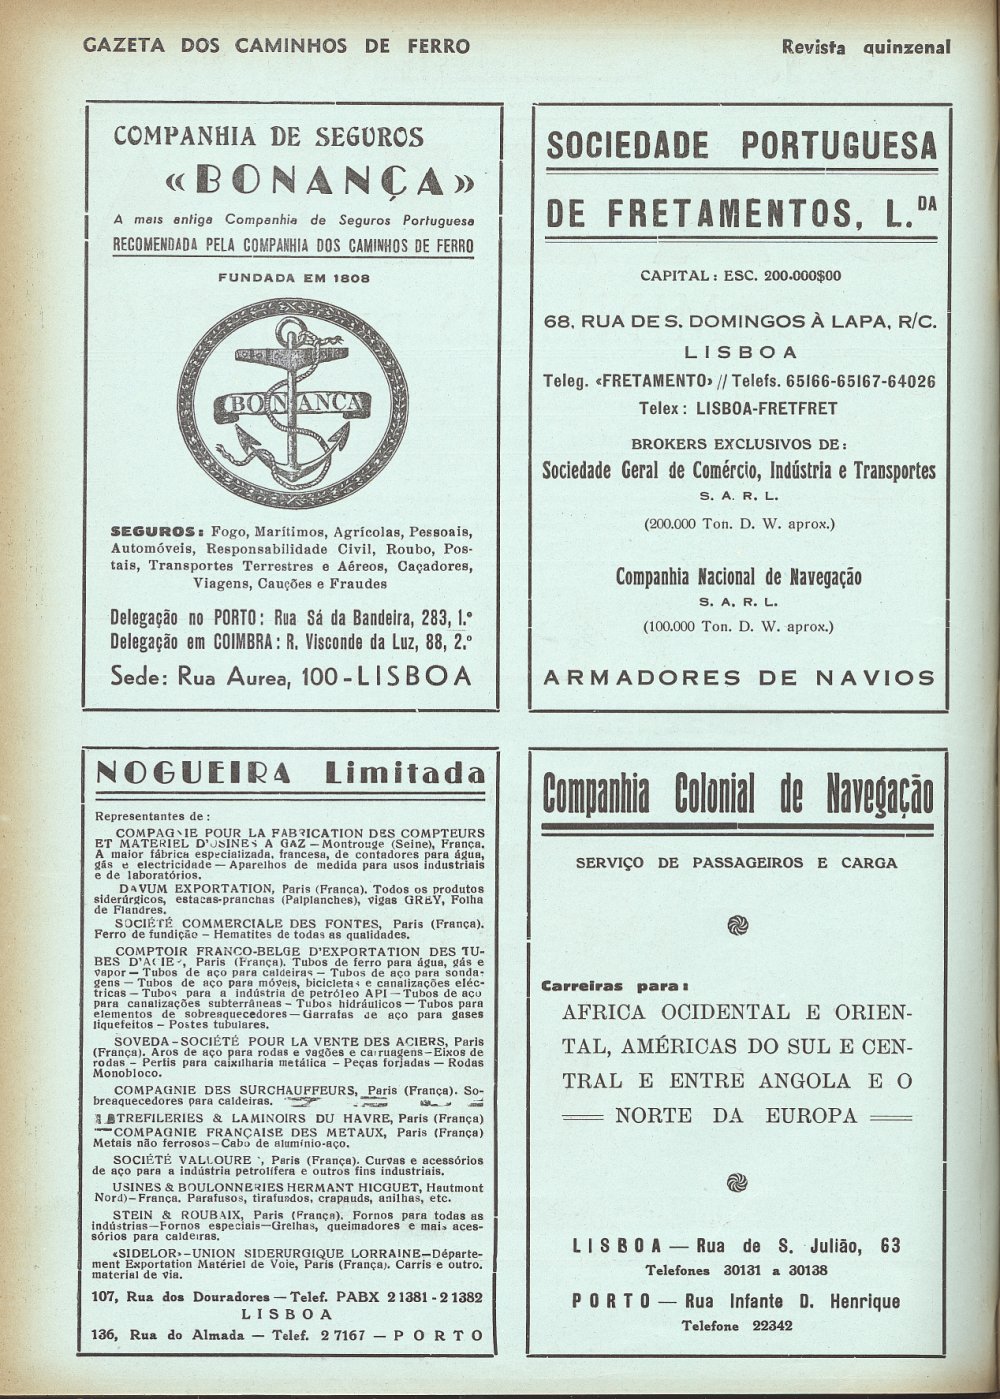 GAZETA DOS CAMINHOS DE FERRO
Revista quinzenal
COMPANHIA DE SEGUROS
«BONANÇA»
A mais antiga Companhia de Seguros Portuguesa
RECOMENDADA PELA COMPANHIA DOS CAMINHOS DE FERRO
FUNDADA EM 1808
BONANÇA
SEGUROS: Fogo, Marítimos, Agrícolas, Pessoais,
Automóveis, Responsabilidade Civil, Roubo, Pos-
tais, Transportes Terrestres e Aéreos, Caçadores,
Viagens, Cauções e Fraudes
Delegação no PORTO: Rua Sá da Bandeira, 283, 1.º
Delegação em COIMBRA: R. Visconde da Luz, 88, 2.º
Sede: Rua Aurea, 100 - LISBOA
SOCIEDADE PORTUGUESA
DE FRETAMENTOS, L.DA
CAPITAL: ESC. 200.000$00
68, RUA DE S. DOMINGOS À LAPA, R/C.
LISBOA
Teleg. «FRETAMENTO» // Telefs. 65166-65167-64026
Telex: LISBOA-FRETFRET
BROKERS EXCLUSIVOS DE:
Sociedade Geral de Comércio, Indústria e Transportes
S. A. R. L.
(200.000 Ton. D. W. aprox.)
Companhia Nacional de Navegação
S. A. R. L.
(100.000 Ton. D. W. aprox.)
ARMADORES DE NAVIOS
NOGUEIRA Limitada
Representantes de:
COMPAGNIE POUR LA FABRICATION DES COMPTEURS
ET MATERIEL D'USINES A GAZ — Montrouge (Seine), França.
A maior fábrica especializada, francesa, de contadores para água,
gás e electricidade — Aparelhos de medida para usos industriais
e de laboratórios.
DAVUM EXPORTATION, Paris (França). Todos os produtos
siderúrgicos, estacas-pranchas (Palplanches), vigas GREY, Folha
de Flandres.
SOCIÉTÉ COMMERCIALE DES FONTES, Paris (França).
Ferro de fundição - Hematites de todas as qualidades.
COMPTOIR FRANCO-BELGE D'EXPORTATION DES TU-
BES D'ACIER, Paris (França). Tubos de ferro para água, gás e
vapor — Tubos de aço para caldeiras — Tubos de aço para sonda-
gens — Tubos de aço para móveis, bicicletas e canalizações eléc-
tricas — Tubos para a indústria de petróleo API — Tubos de aço
para canalizações subterrâneas - Tubos hidráulicos — Tubos para
elementos de sobreaquecedores — Garrafas de aço para gases
liquefeitos - Postes tubulares.
SOVEDA - SOCIÉTÉ POUR LA VENTE DES ACIERS, Paris
(França). Aros de aço para rodas e vagões e carruagens — Eixos de
rodas - Perfis para caixilharia metálica - Peças forjadas — Rodas
Monobloco.
COMPAGNIE DES SURCHAUFFEURS, Paris (França). So-
breaquecedores para caldeiras.
TREFILERIES & LAMINOIRS DU HAVRE, Paris (França)
COMPAGNIE FRANÇAISE DES METAUX, Paris (França)
Metais não ferrosos — Cabo de alumínio-aço.
SOCIÉTÉ VALLOUREC, Paris (França). Curvas e acessórios
de aço para a indústria petrolífera e outros fins industriais.
USINES & BOULONNERIES HERMANT HICGUET, Hautmont
Nord) — França. Parafusos, tirafundos, crapauds, anilhas, etc.
STEIN & ROUBAIX, Paris (França). Fornos para todas as
indústrias — Fornos especiais — Grelhas, queimadores e mais aces-
sórios para caldeiras.
«SIDELOR» - UNION SIDERURGIQUE LORRAINE — Départe-
ment Exportation Matériel de Voie, Paris (França). Carris e outro.
material de via.
107, Rua dos Douradores — Telef. PABX 2 1381 - 2 1382
LISBOA
136, Rua do Almada — Telef. 2 7167 — PORTO
Companhia Colonial de Navegação
SERVIÇO DE PASSAGEIROS E CARGA
Carreiras para:
AFRICA OCIDENTAL E ORIEN-
TAL, AMÉRICAS DO SUL E CEN-
TRAL E ENTRE ANGOLA E O
NORTE DA EUROPA
LISBOA — Rua de S. Julião, 63
Telefones 30131 a 30138
PORTO — Rua Infante D. Henrique
Telefone 22342